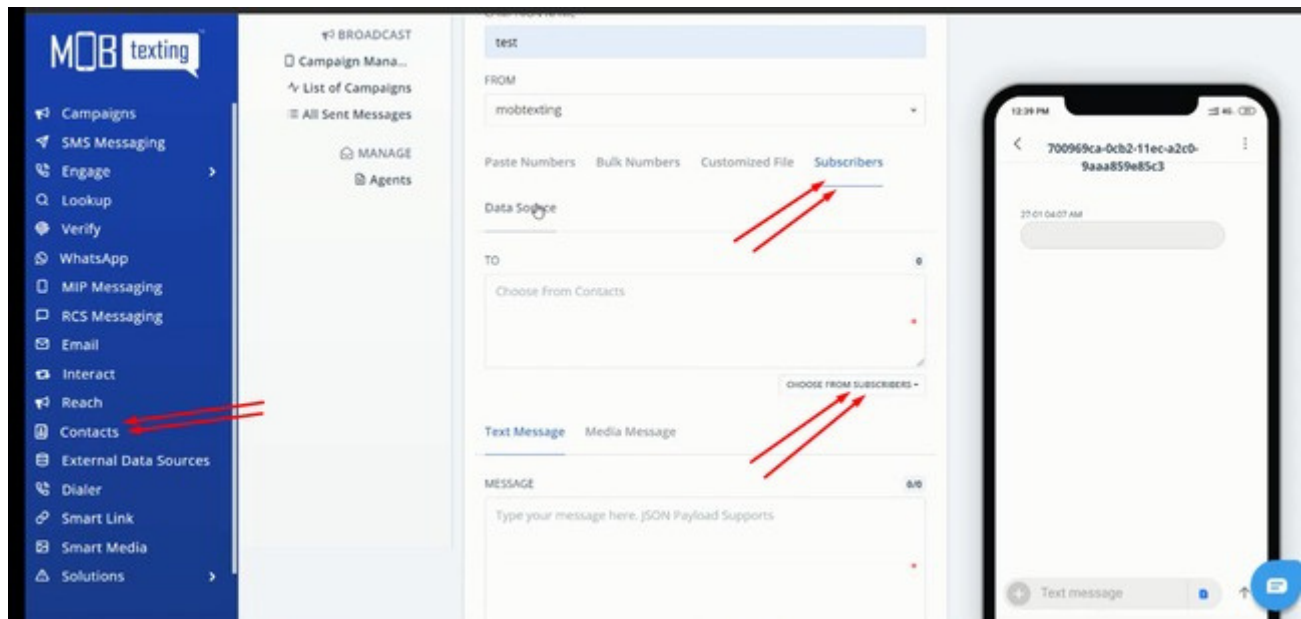 MOB texting
Campaigns
SMS Messaging
Engage
Lookup
Verify
WhatsApp
MIP Messaging
RCS Messaging
Email
Interact
Reach
Contacts
External Data Sources
Dialer
Smart Link
Smart Media
Solutions
BROADCAST
Campaign Mana...
List of Campaigns
All Sent Messages
MANAGE
Agents
test
FROM
mobtexting
Paste Numbers Bulk Numbers Customized File Subscribers
Data Source
TO 0
Choose From Contacts
*
CHOOSE FROM SUBSCRIBERS
Text Message Media Message
MESSAGE 0/0
Type your message here. JSON Payload Supports
*
12:39 PM 4G
700969ca-0cb2-11ec-a2c0-
9aaa859e85c3
27-01 04:07 AM
Text message